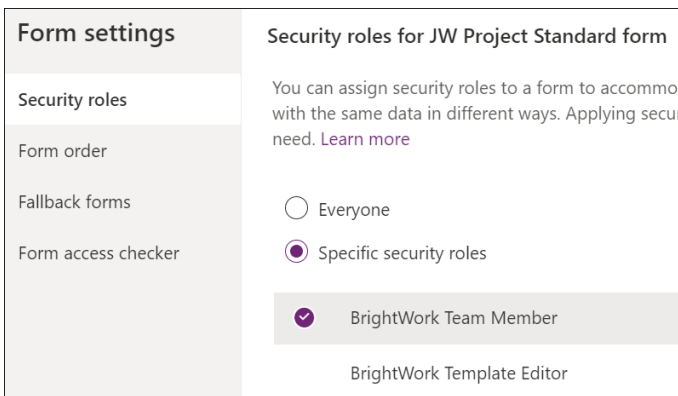 Form settings
Security roles
Form order
Fallback forms
Form access checker
Security roles for JW Project Standard form
You can assign security roles to a form to accommo
with the same data in different ways. Applying secu
need. Learn more
Everyone
Specific security roles
BrightWork Team Member
BrightWork Template Editor